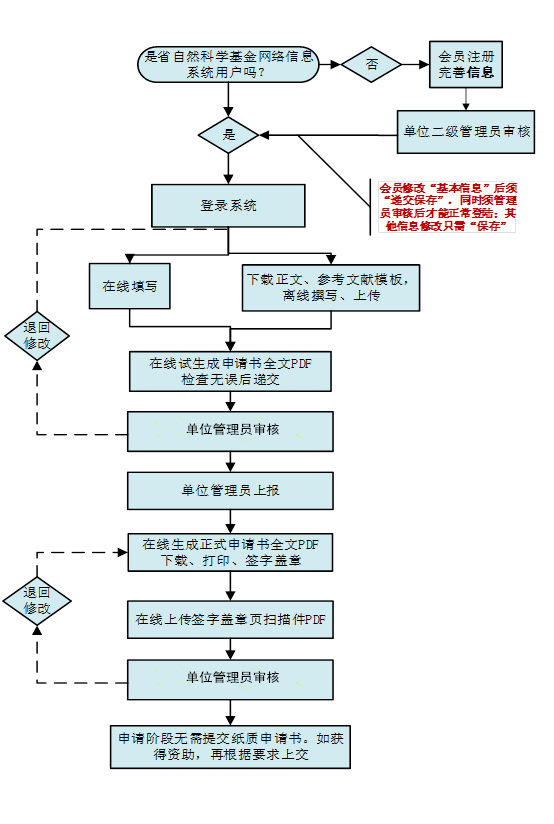 是省自然科学基金网络信息
系统用户吗？
否
会员注册
完善信息
单位二级管理员审核
是
会员修改“基本信息”后须
“递交保存”，同时须管理
员审核后才能正常登陆；其
他信息修改只需“保存”
登录系统
在线填写
下载正文、参考文献模板，
离线撰写、上传
退回
修改
在线试生成申请书全文PDF
检查无误后递交
单位管理员审核
单位管理员上报
在线生成正式申请书全文PDF
下载、打印、签字盖章
退回
修改
在线上传签字盖章页扫描件PDF
单位管理员审核
申请阶段无需提交纸质申请书。如获
得资助，再根据要求上交